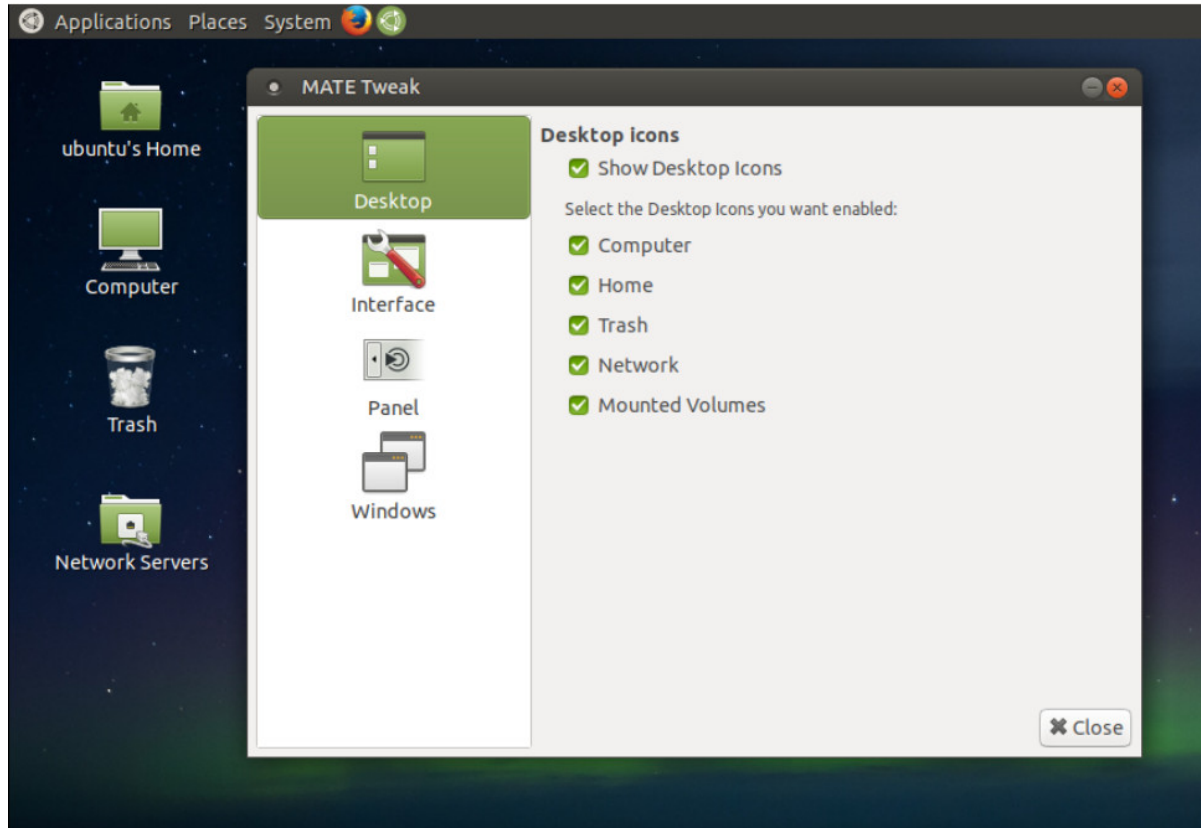 Applications Places System
ubuntu's Home
Computer
Trash
Network Servers
MATE Tweak
Desktop
Interface
Panel
Windows
Desktop icons
Show Desktop Icons
Select the Desktop Icons you want enabled:
Computer
Home
Trash
Network
Mounted Volumes
Close